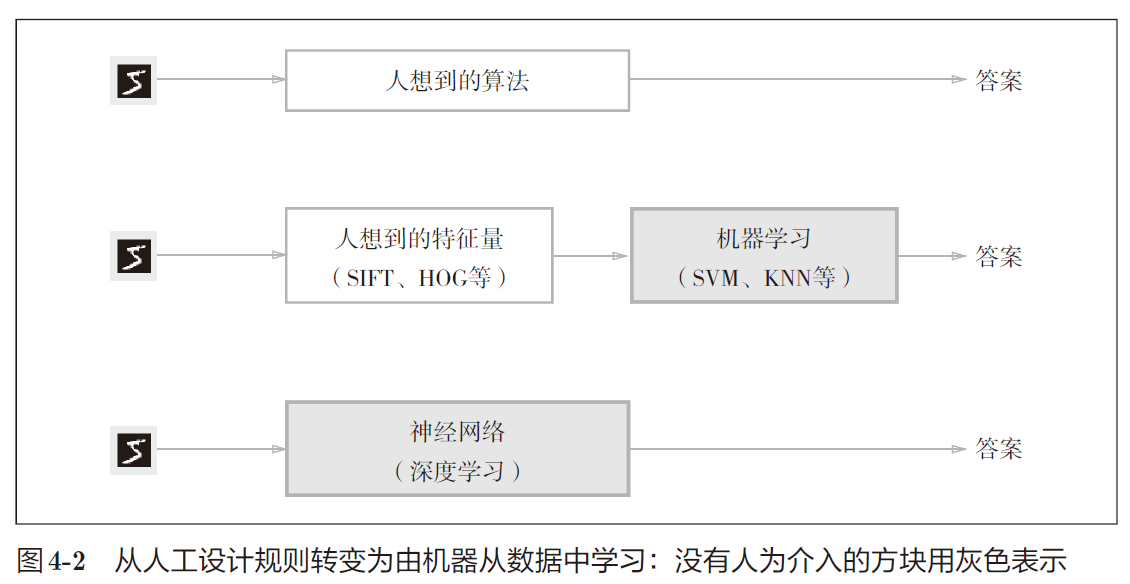 5 人想到的算法 答案
5 人想到的特征量 机器学习 答案
（SIFT、HOG等） （SVM、KNN等）
5 神经网络 答案
（深度学习）
图4-2 从人工设计规则转变为由机器从数据中学习：没有人为介入的方块用灰色表示